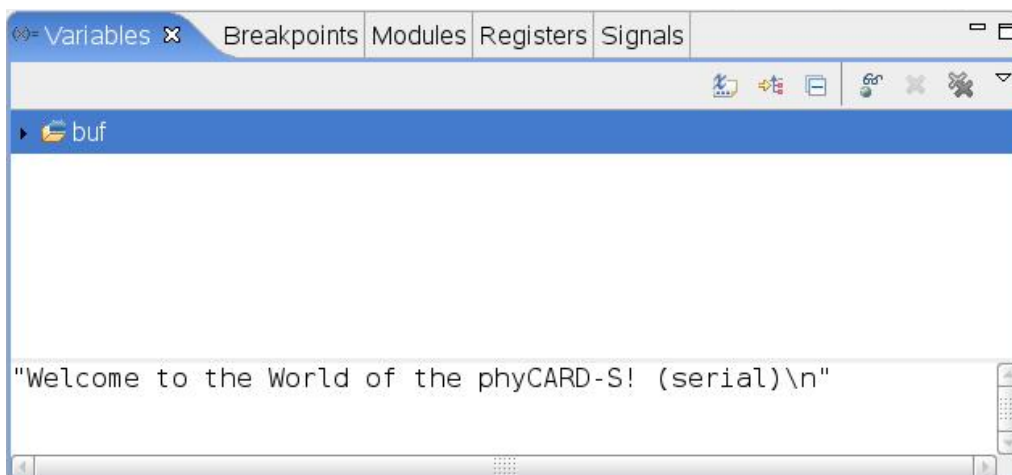 (x)= Variables Breakpoints Modules Registers Signals
buf
"Welcome to the World of the phyCARD-S! (serial)\n"